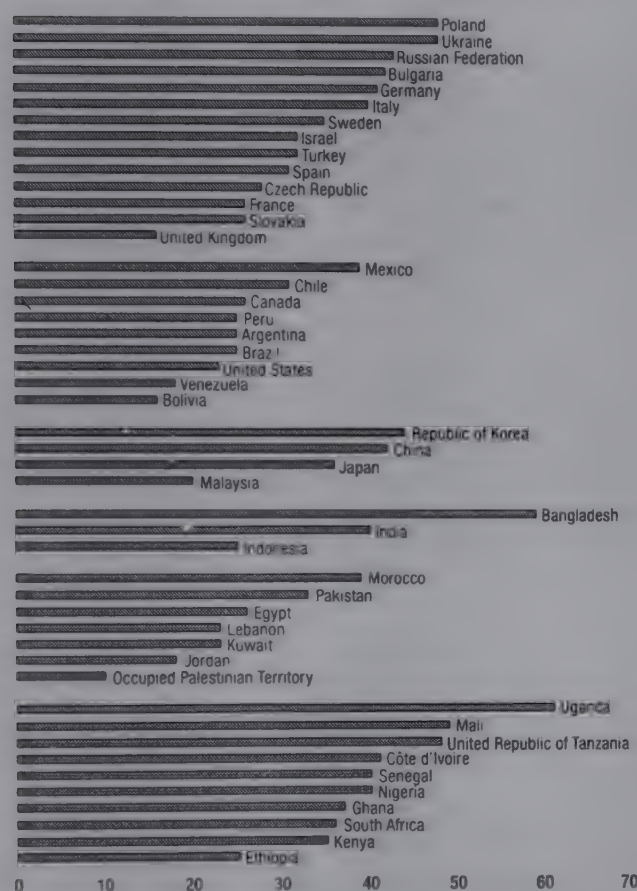 Poland
Ukraine
Russian Federation
Bulgaria
Germany
Italy
Sweden
Israel
Turkey
Spain
Czech Republic
France
Slovakia
United Kingdom
Mexico
Chile
Canada
Peru
Argentina
Brazil
United States
Venezuela
Bolivia
Republic of Korea
China
Japan
Malaysia
Bangladesh
India
Indonesia
Morocco
Pakistan
Egypt
Lebanon
Kuwait
Jordan
Occupied Palestinian Territory
Uganda
Mali
United Republic of Tanzania
Côte d'Ivoire
Senegal
Nigeria
Ghana
South Africa
Kenya
Ethiopia
0 10 20 30 40 50 60 70